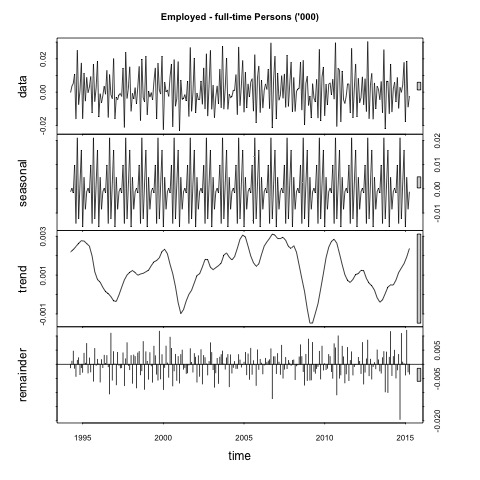 Employed - full-time Persons ('000)
data
-0.02 0.00 0.02
seasonal
-0.01 0.00 0.01 0.02
trend
-0.001 0.001 0.003
remainder
-0.020 -0.005 0.005
1995 2000 2005 2010 2015
time